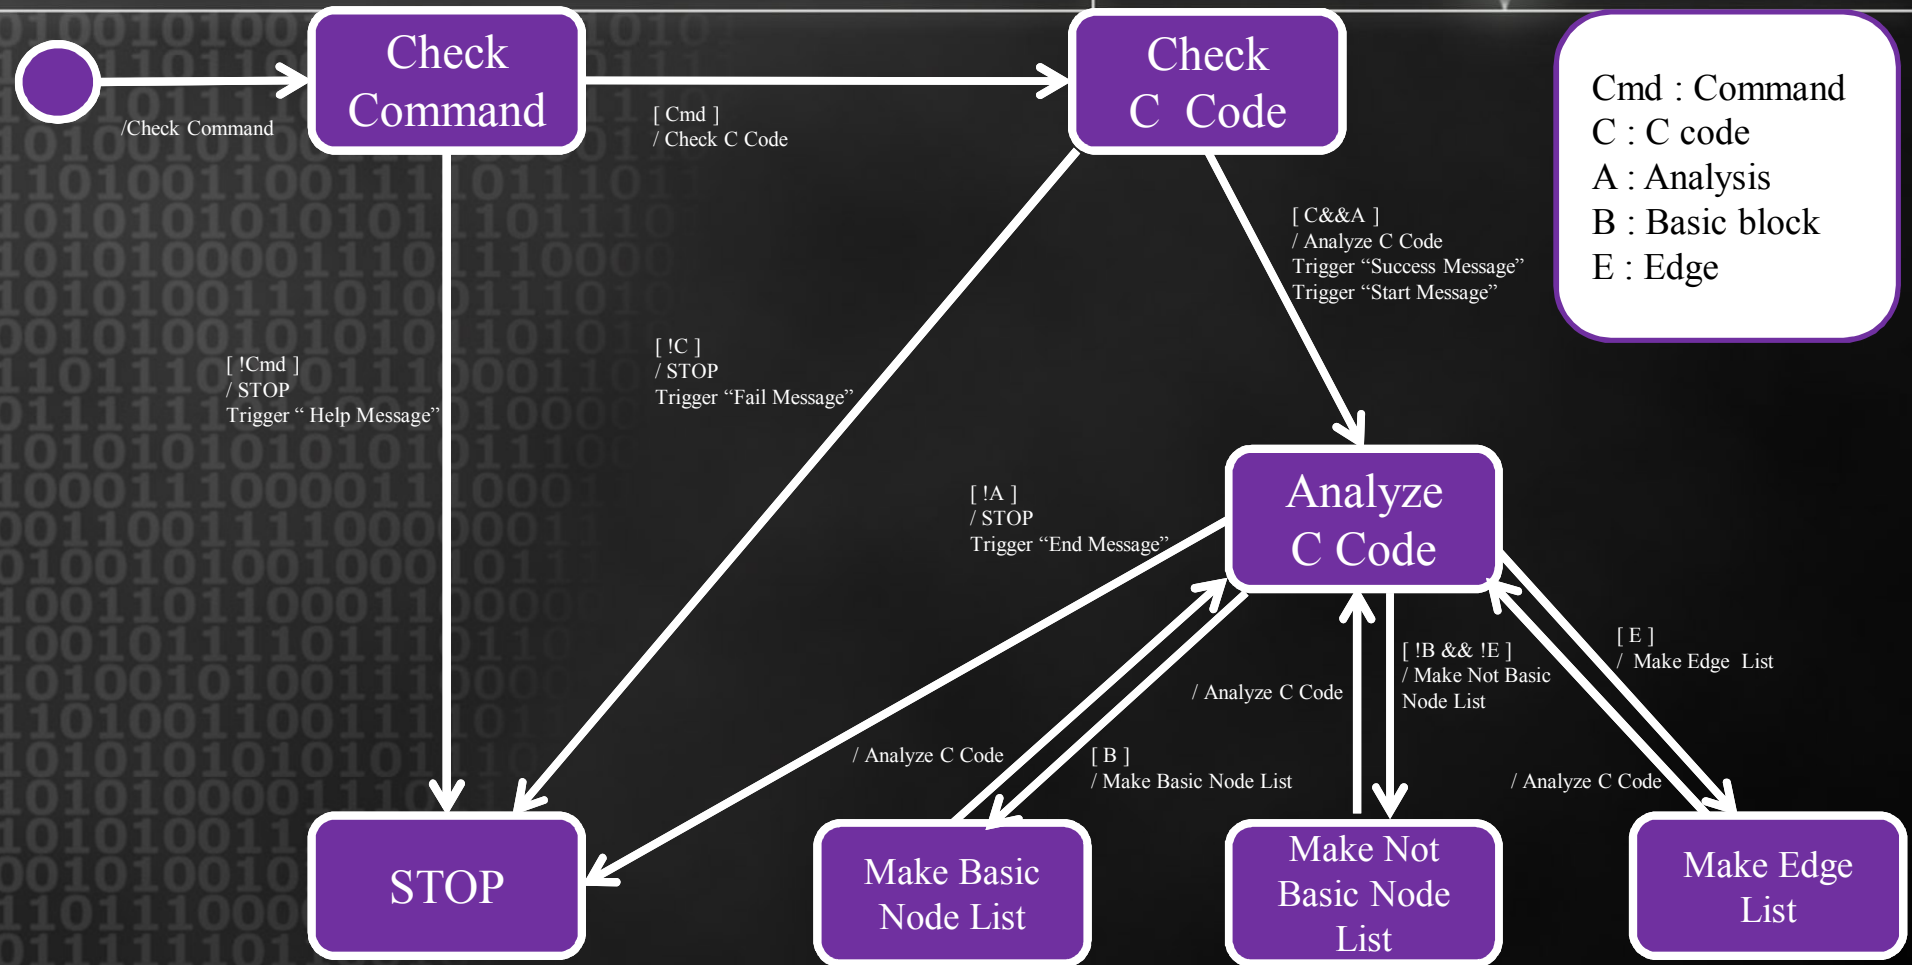 Check
Command
Check
C Code
Cmd : Command
C : C code
A : Analysis
B : Basic block
E : Edge
/Check Command
[ Cmd ]
/ Check C Code
[ C&&A ]
/ Analyze C Code
Trigger “Success Message”
Trigger “Start Message”
[ !Cmd ]
/ STOP
Trigger “ Help Message”
[ !C ]
/ STOP
Trigger “Fail Message”
[ !A ]
/ STOP
Trigger “End Message”
Analyze
C Code
/ Analyze C Code
[ B ]
/ Make Basic Node List
/ Analyze C Code
[ !B && !E ]
/ Make Not Basic
Node List
[ E ]
/ Make Edge List
/ Analyze C Code
STOP
Make Basic
Node List
Make Not
Basic Node
List
Make Edge
List